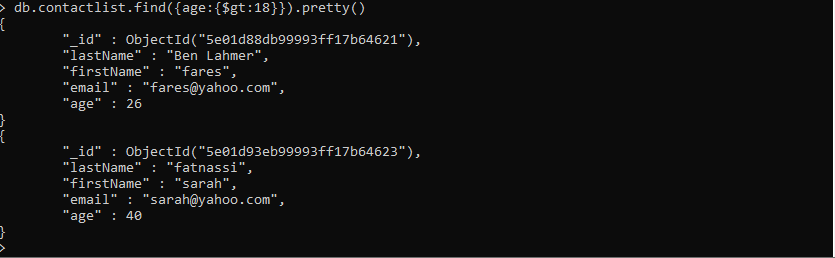 > db.contactlist.find({age:{$gt:18}}).pretty()
{
        "_id" : ObjectId("5e01d88db99993ff17b64621"),
        "lastName" : "Ben Lahmer",
        "firstName" : "fares",
        "email" : "fares@yahoo.com",
        "age" : 26
}
{
        "_id" : ObjectId("5e01d93eb99993ff17b64623"),
        "lastName" : "fatnassi",
        "firstName" : "sarah",
        "email" : "sarah@yahoo.com",
        "age" : 40
}
>